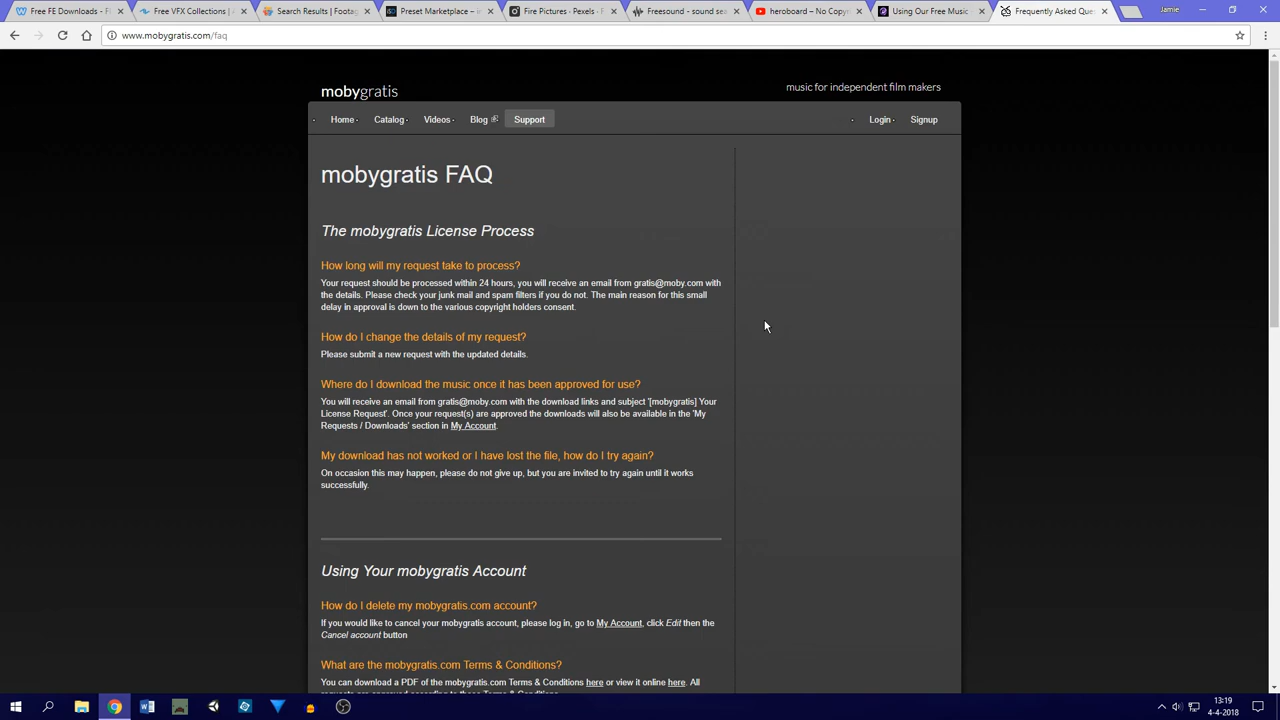 Free FE Downloads - Fl
Free VFX Collections | A
Search Results | Footag
Preset Marketplace – in
Fire Pictures · Pexels · F
Freesound - sound sea
heroboard — No Copyri
Using Our Free Music
Frequently Asked Ques
Jamie
www.mobygratis.com/faq
mobygratis
music for independent film makers
Home
Catalog
Videos
Blog
Support
Login
Signup
mobygratis FAQ
The mobygratis License Process
How long will my request take to process?
Your request should be processed within 24 hours, you will receive an email from gratis@moby.com with
the details. Please check your junk mail and spam filters if you do not. The main reason for this small
delay in approval is down to the various copyright holders consent.
How do I change the details of my request?
Please submit a new request with the updated details.
Where do I download the music once it has been approved for use?
You will receive an email from gratis@moby.com with the download links and subject '[mobygratis] Your
License Request'. Once your request(s) are approved the downloads will also be available in the 'My
Requests / Downloads' section in My Account.
My download has not worked or I have lost the file, how do I try again?
On occasion this may happen, please do not give up, but you are invited to try again until it works
successfully.
Using Your mobygratis Account
How do I delete my mobygratis.com account?
If you would like to cancel your mobygratis account, please log in, go to My Account, click Edit then the
Cancel account button
What are the mobygratis.com Terms & Conditions?
You can download a PDF of the mobygratis.com Terms & Conditions here or view it online here. All
requests are approved according to these Terms & Conditions.
13:19
4-4-2018